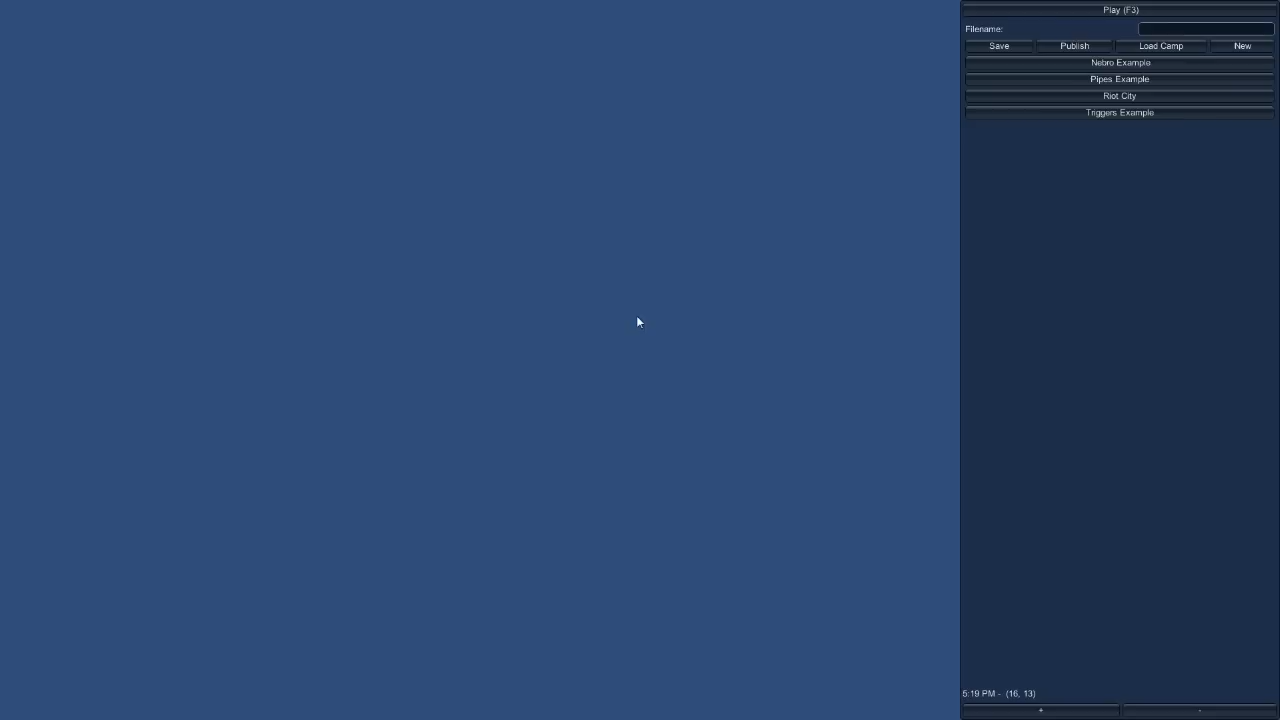 Play (F3)
Filename:
Save Publish Load Camp New
Nebro Example
Pipes Example
Riot City
Triggers Example
5:19 PM - (16, 13)
+ -